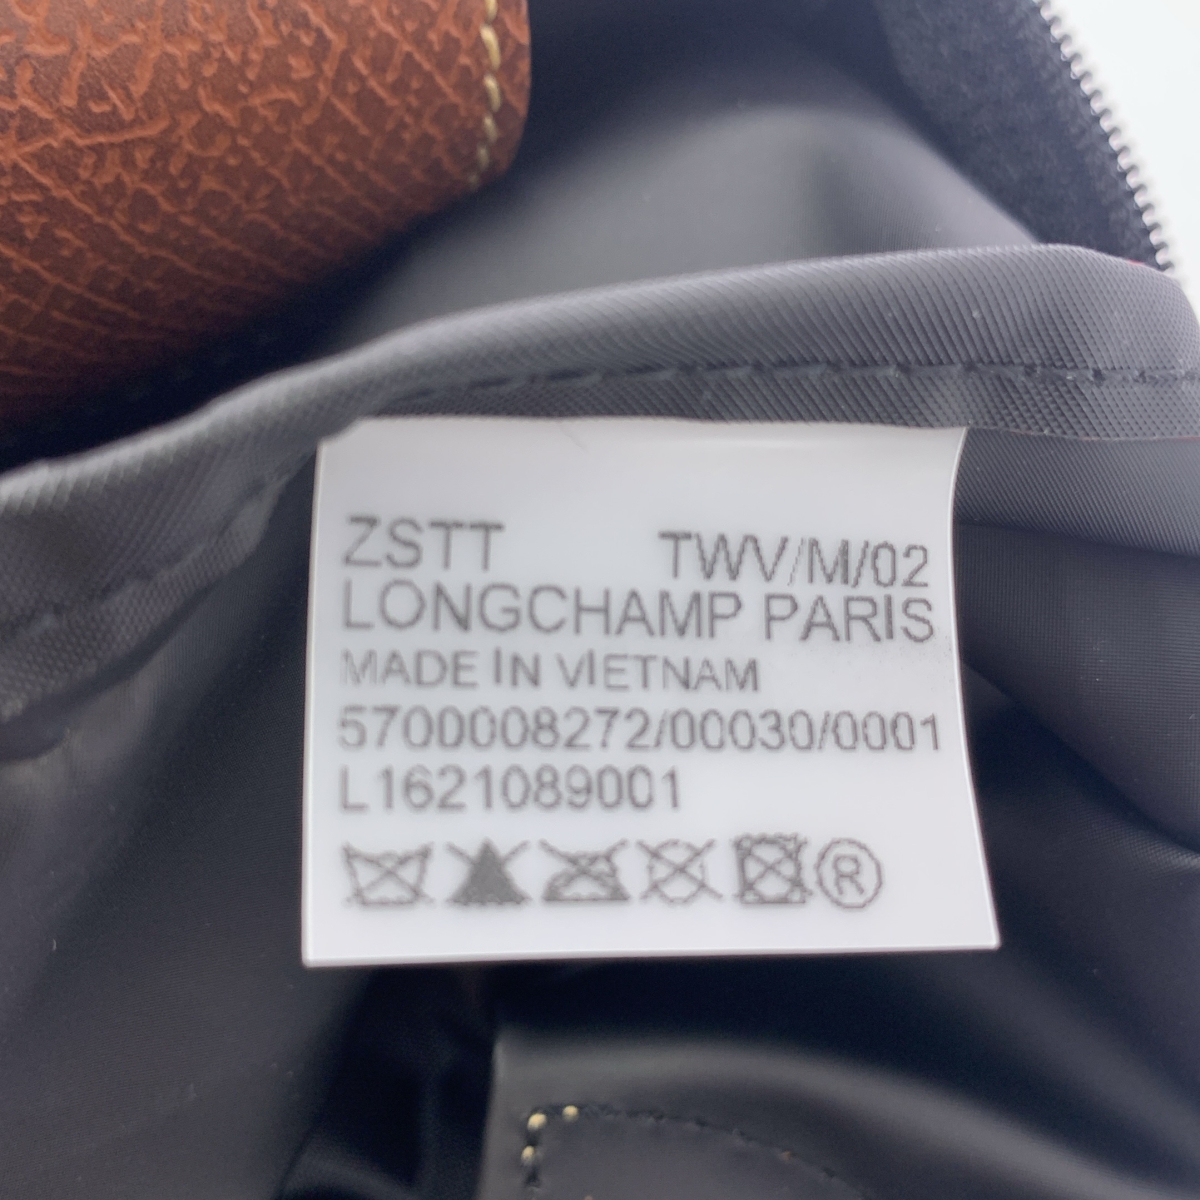 ZSTT TWV/M/02
LONGCHAMP PARIS
MADE IN VIETNAM
5700008272/00030/0001
L1621089001
®